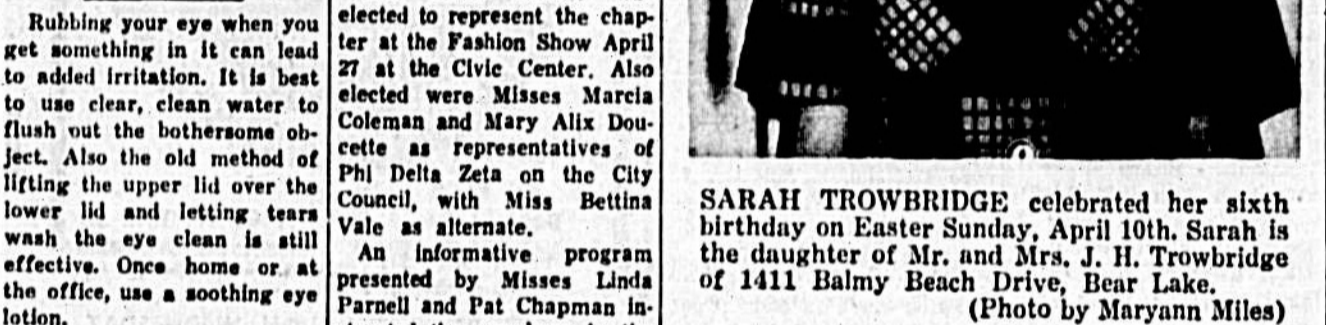 Rubbing your eye when you
get something in it can lead
to added irritation. It is best
to use clear, clean water to
flush out the bothersome ob-
ject. Also the old method of
lifting the upper lid over the
lower lid and letting tears
wash the eye clean is still
effective. Once home or at
the office, use a soothing eye
lotion.
elected to represent the chap-
ter at the Fashion Show April
27 at the Civic Center. Also
elected were Misses Marcia
Coleman and Mary Alix Dou-
cette as representatives of
Phi Delta Zeta on the City
Council, with Miss Bettina
Vale as alternate.
An informative program
presented by Misses Linda
Parnell and Pat Chapman in-
SARAH TROWBRIDGE celebrated her sixth
birthday on Easter Sunday, April 10th. Sarah is
the daughter of Mr. and Mrs. J. H. Trowbridge
of 1411 Balmy Beach Drive, Bear Lake.
(Photo by Maryann Miles)